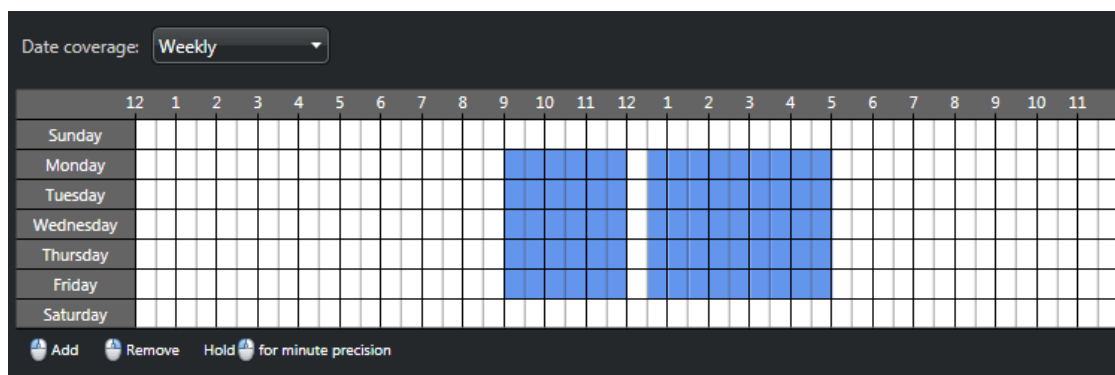 Date coverage: Weekly
12 1 2 3 4 5 6 7 8 9 10 11 12 1 2 3 4 5 6 7 8 9 10 11
Sunday
Monday
Tuesday
Wednesday
Thursday
Friday
Saturday
Add Remove Hold for minute precision